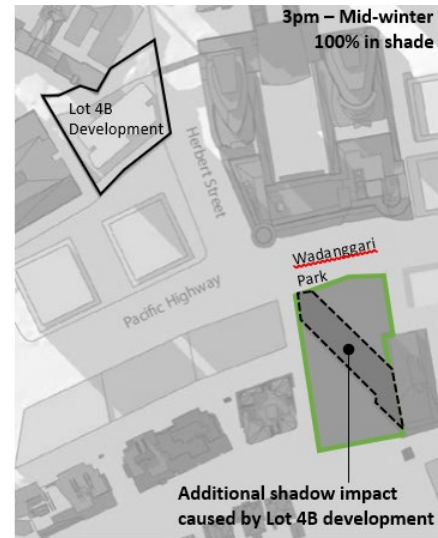 3pm – Mid-winter
100% in shade
Lot 4B
Development
Herbert Street
Wadanggari
Park
Pacific Highway
Additional shadow impact
caused by Lot 4B development